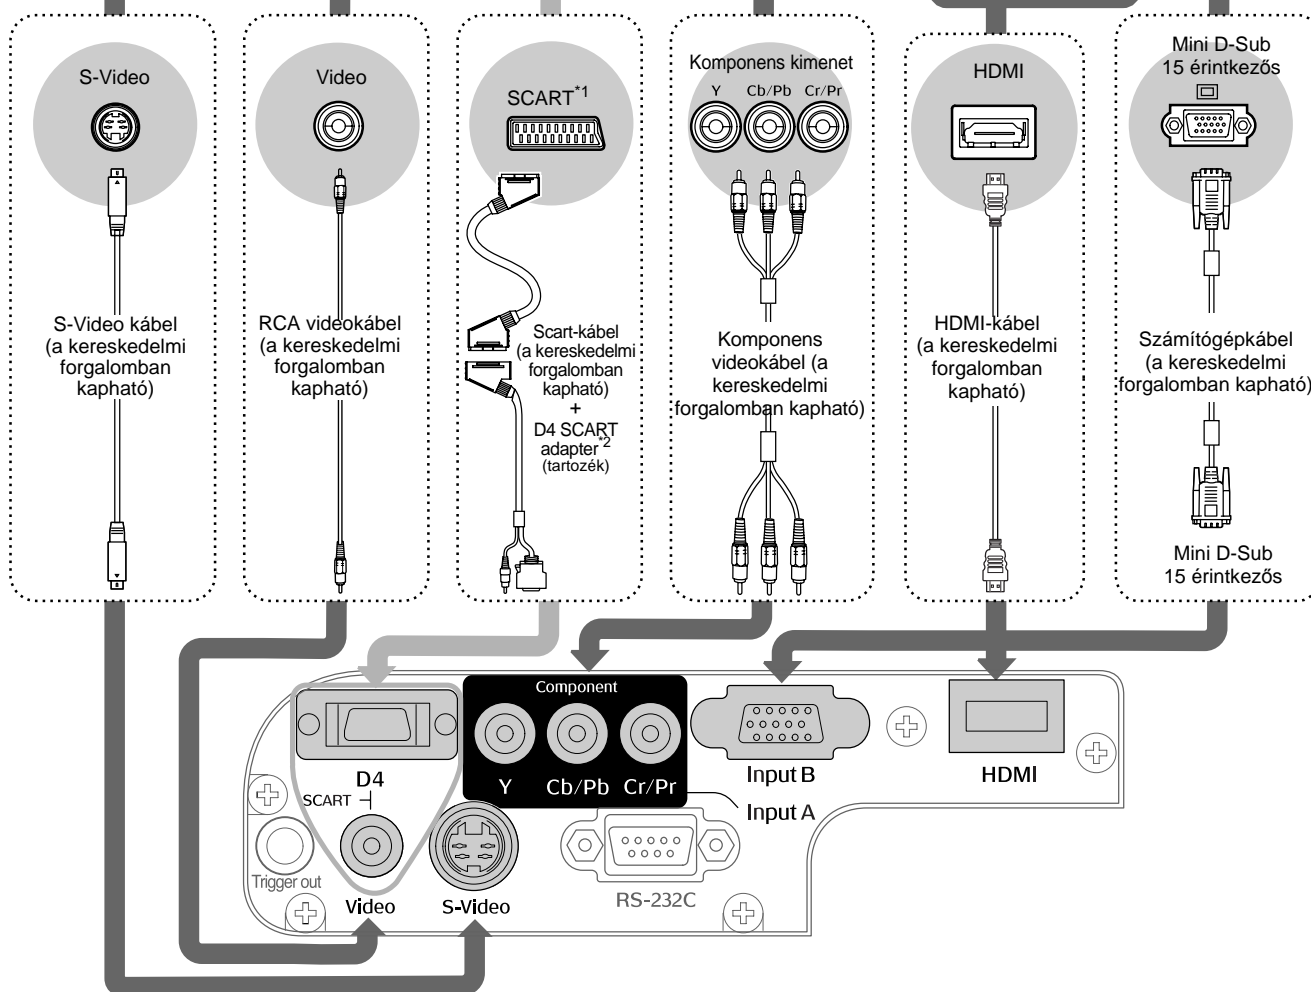 S-Video
Video
SCART*1
Komponens kimenet
Y Cb/Pb Cr/Pr
HDMI
Mini D-Sub
15 érintkezős
S-Video kábel
(a kereskedelmi
forgalomban
kapható)
RCA videokábel
(a kereskedelmi
forgalomban
kapható)
Scart-kábel
(a kereskedelmi
forgalomban
kapható)
+
D4 SCART
adapter*2
(tartozék)
Komponens
videokábel (a
kereskedelmi
forgalomban kapható)
HDMI-kábel
(a kereskedelmi
forgalomban
kapható)
Számítógépkábel
(a kereskedelmi
forgalomban kapható)
Mini D-Sub
15 érintkezős
Component
D4
SCART
Y Cb/Pb Cr/Pr
Input B
HDMI
Input A
Trigger out
Video
S-Video
RS-232C